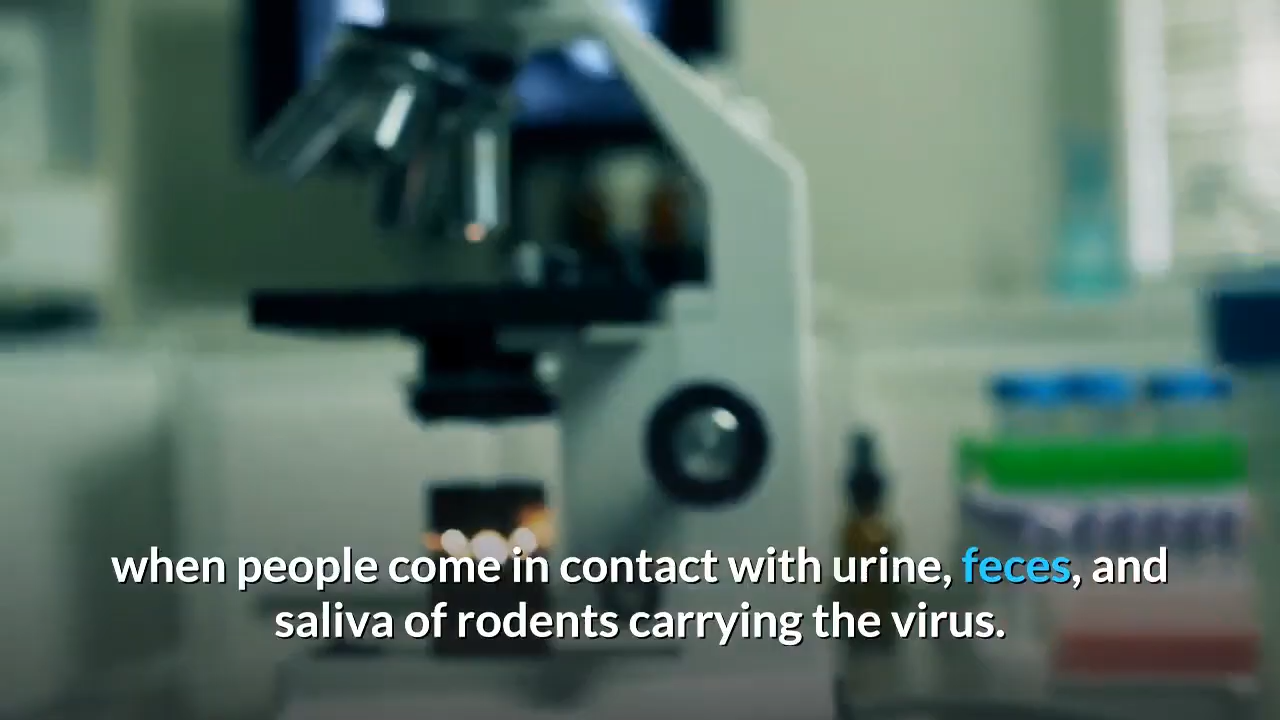 when people come in contact with urine, feces, and
saliva of rodents carrying the virus.